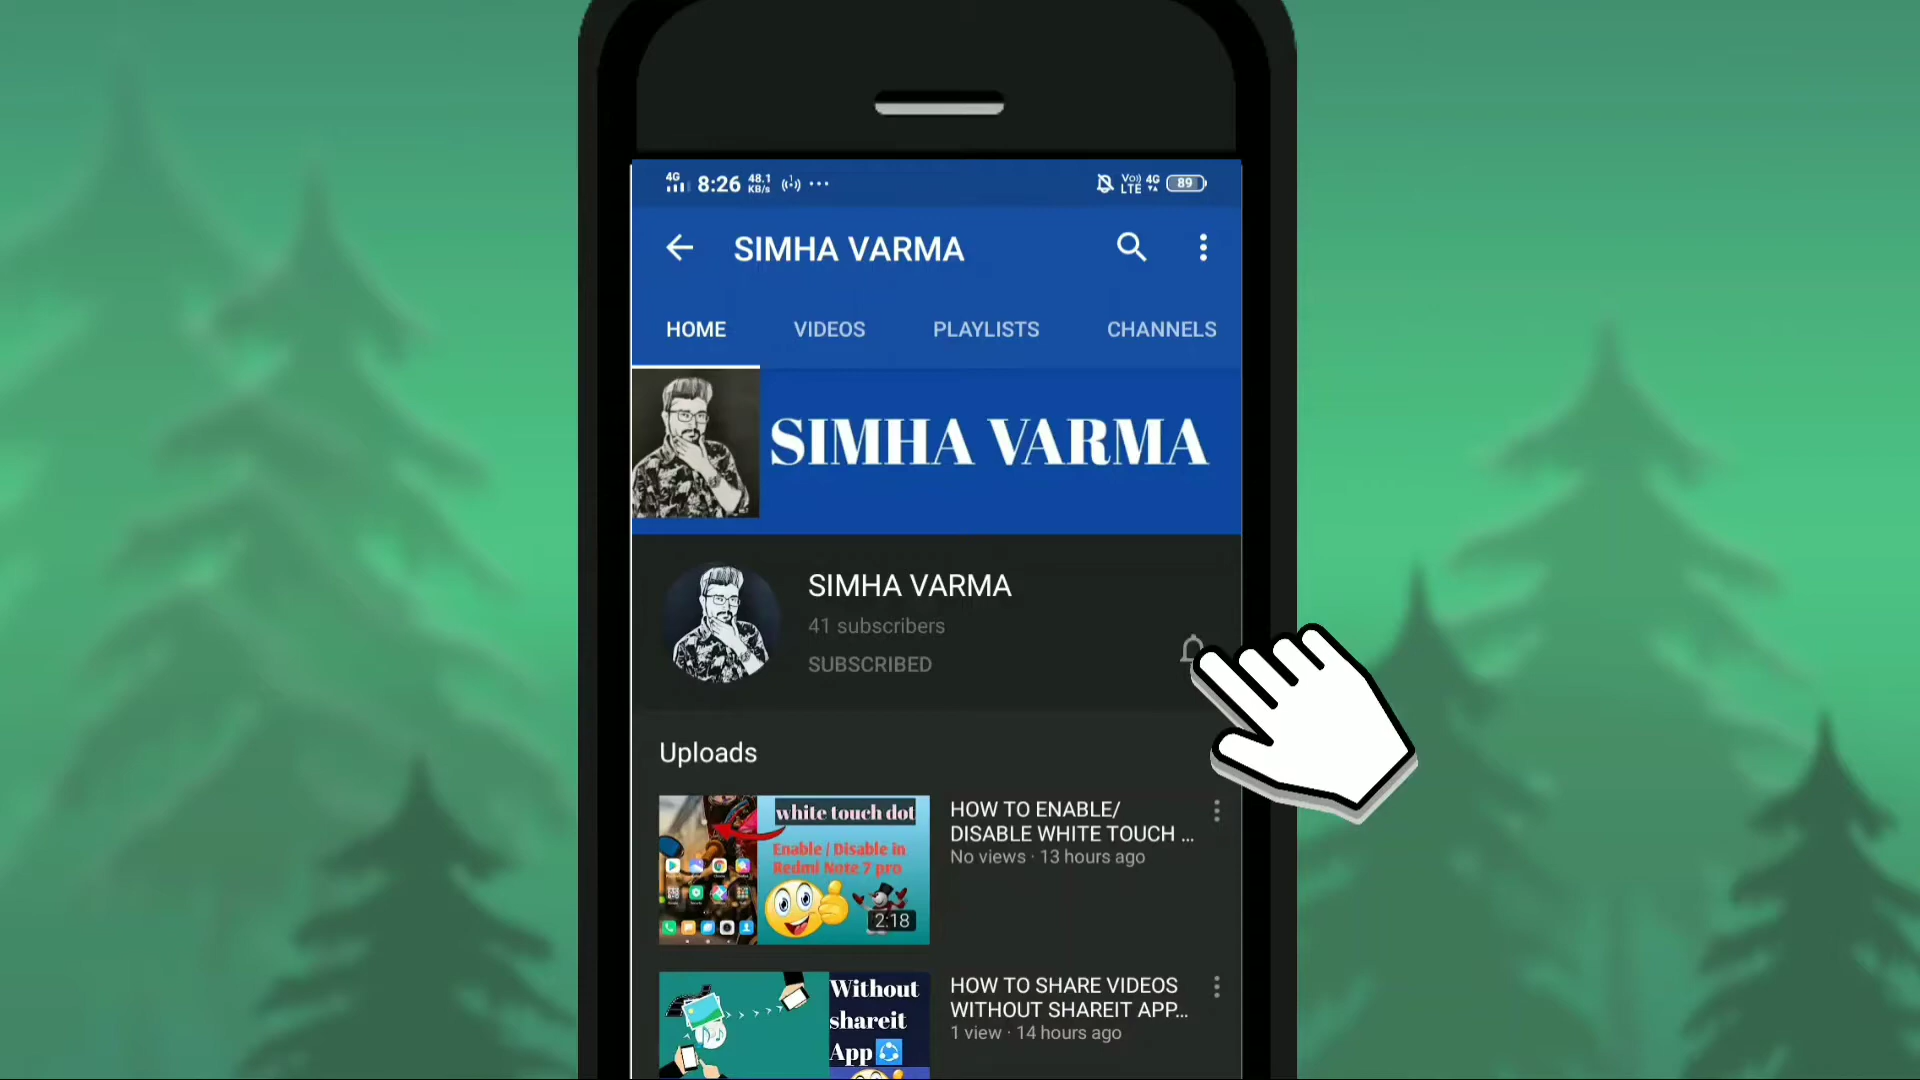 4G 8:26 48.1 KB/s ··· Vo)) LTE 4G 89
SIMHA VARMA
HOME VIDEOS PLAYLISTS CHANNELS
SIMHA VARMA
SIMHA VARMA
41 subscribers
SUBSCRIBED
Uploads
white touch dot
Enable / Disable in
Redmi Note 7 pro
2:18
HOW TO ENABLE/
DISABLE WHITE TOUCH ...
No views · 13 hours ago
Without
shareit
App
HOW TO SHARE VIDEOS
WITHOUT SHAREIT APP...
1 view · 14 hours ago